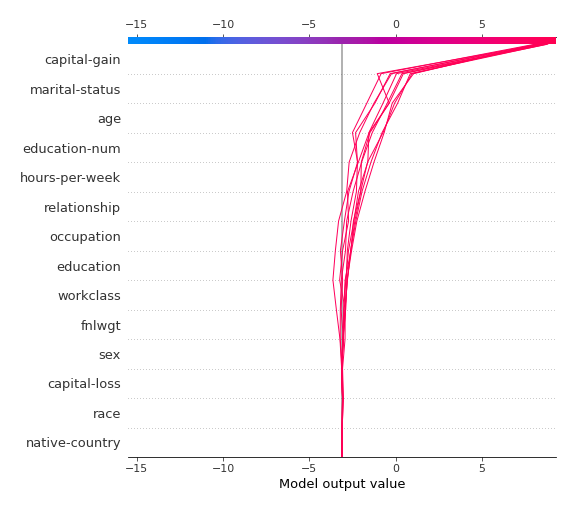 −15 −10 −5 0 5
capital-gain
marital-status
age
education-num
hours-per-week
relationship
occupation
education
workclass
fnlwgt
sex
capital-loss
race
native-country
−15 −10 −5 0 5
Model output value